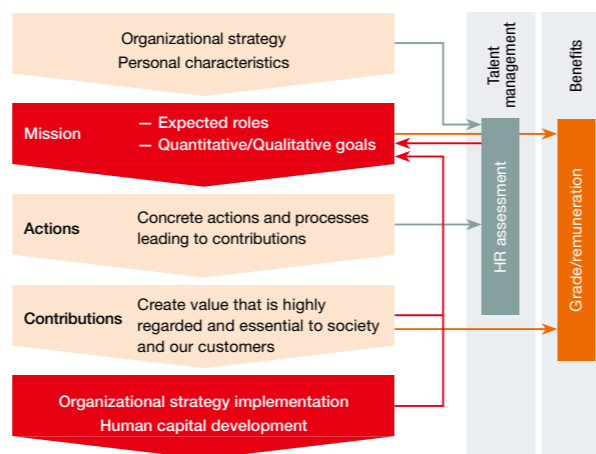 Organizational strategy
Personal characteristics
Mission
— Expected roles
— Quantitative/Qualitative goals
Actions
Concrete actions and processes
leading to contributions
Contributions
Create value that is highly
regarded and essential to society
and our customers
Organizational strategy implementation
Human capital development
Talent
management
HR assessment
Benefits
Grade/remuneration